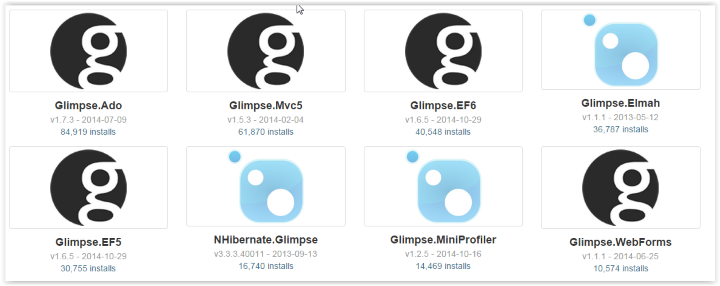 Glimpse.Ado
v1.7.3 - 2014-07-09
84,919 installs
Glimpse.Mvc5
v1.5.3 - 2014-02-04
61,870 installs
Glimpse.EF6
v1.6.5 - 2014-10-29
40,548 installs
Glimpse.Elmah
v1.1.1 - 2013-05-12
36,787 installs
Glimpse.EF5
v1.6.5 - 2014-10-29
30,755 installs
NHibernate.Glimpse
v3.3.3.40011 - 2013-09-13
16,740 installs
Glimpse.MiniProfiler
v1.2.5 - 2014-10-16
14,469 installs
Glimpse.WebForms
v1.1.1 - 2014-06-25
10,574 installs